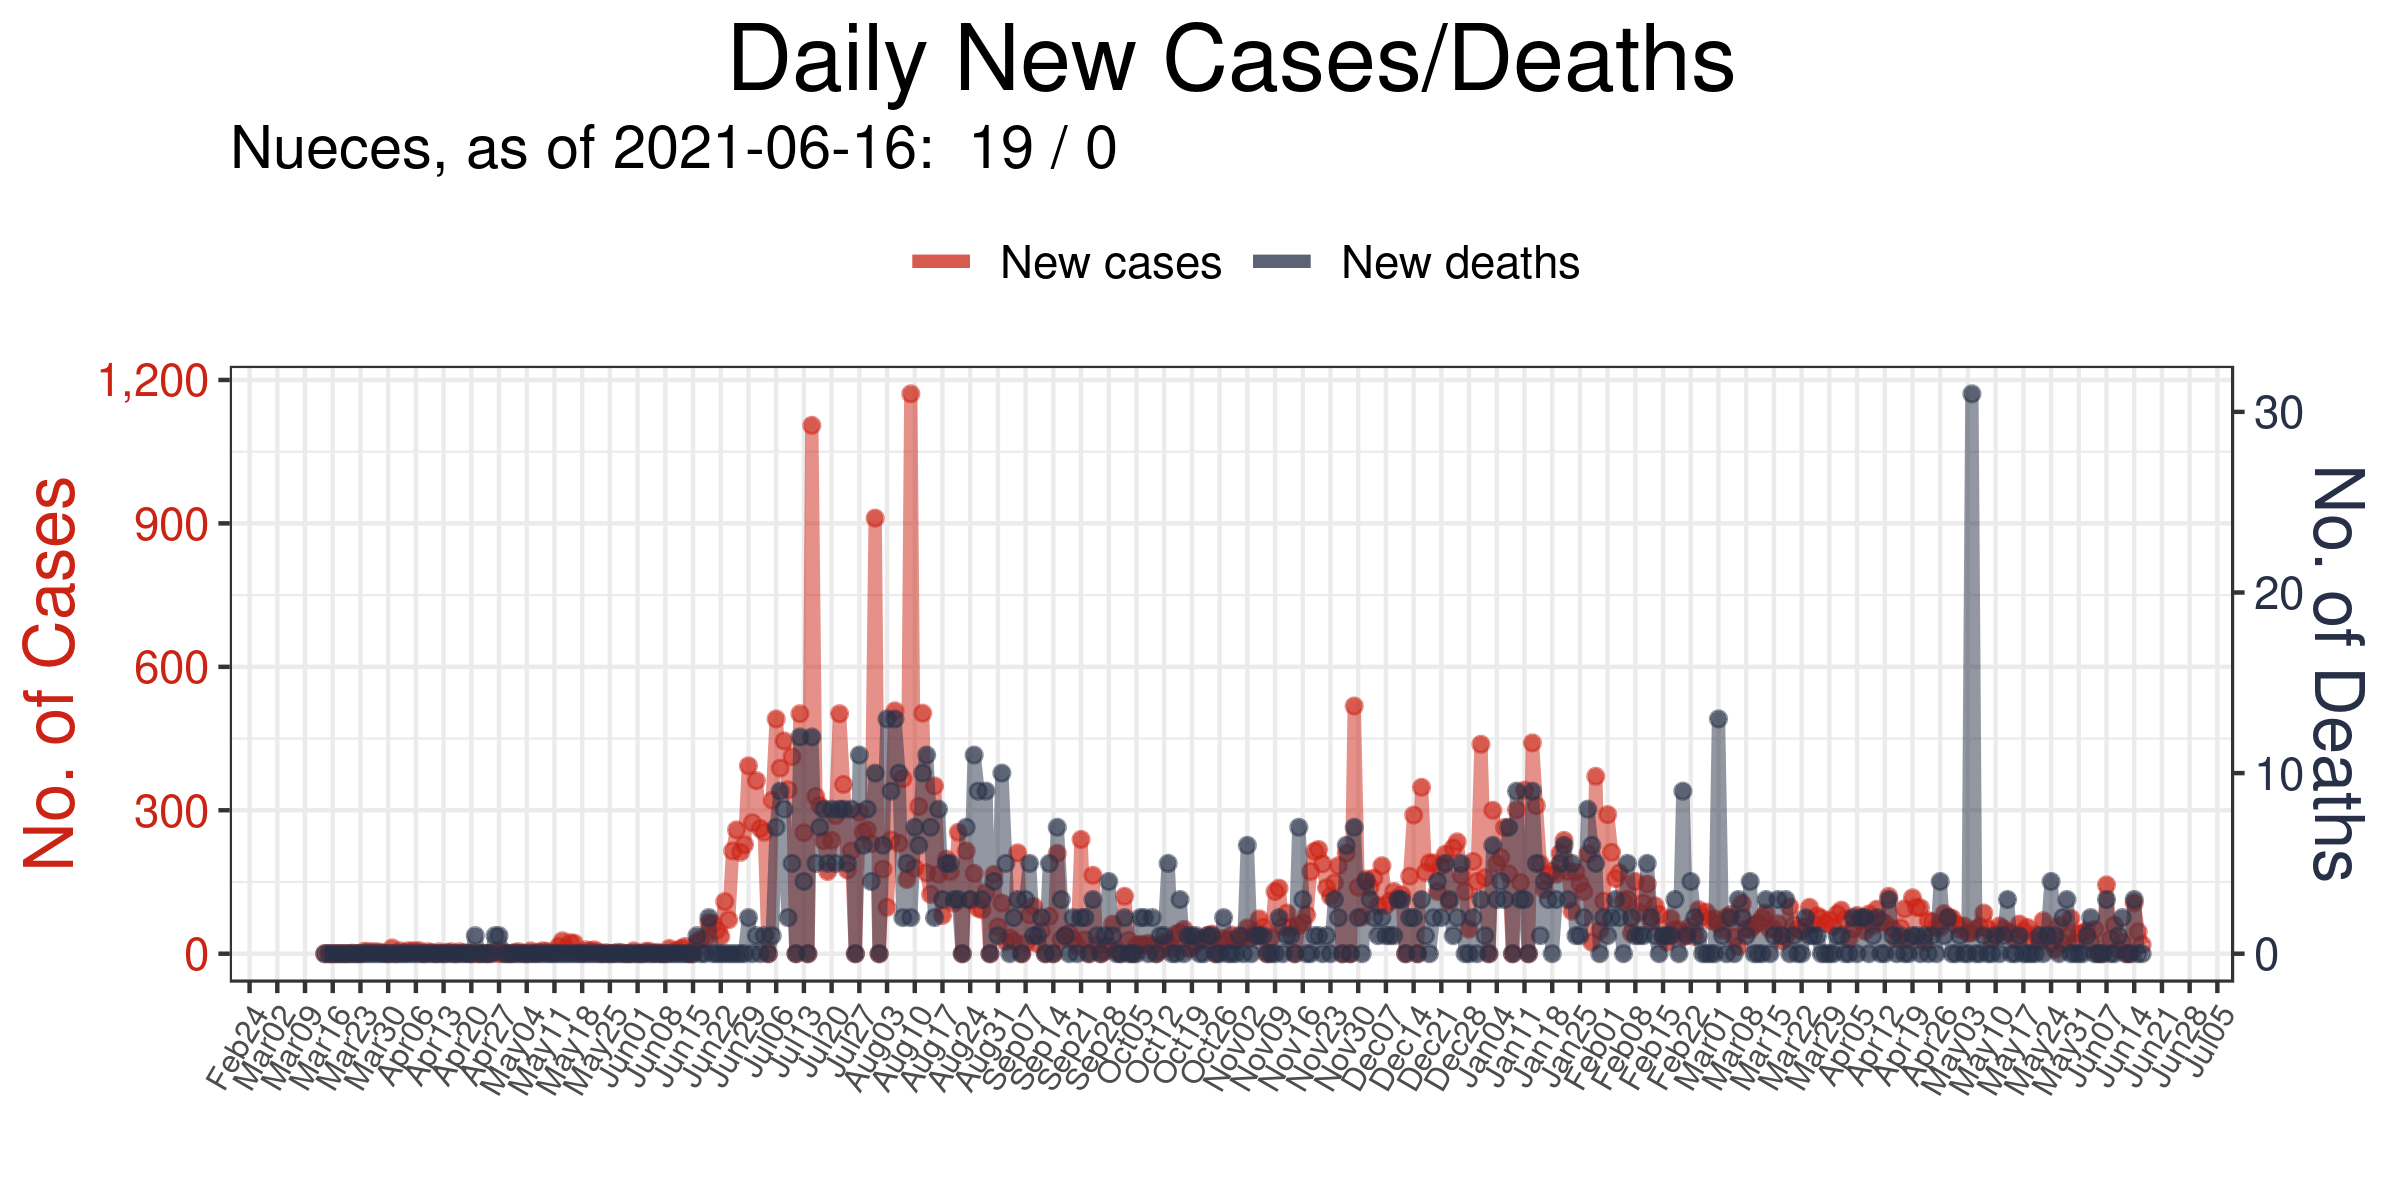 Daily New Cases/Deaths
Nueces, as of 2021-06-16:  19 / 0
New cases
New deaths
No. of Cases
1,200
900
600
300
0
30
20
10
0
No. of Deaths
Feb24
Mar02
Mar09
Mar16
Mar23
Mar30
Apr06
Apr13
Apr20
Apr27
May04
May11
May18
May25
Jun01
Jun08
Jun15
Jun22
Jun29
Jul06
Jul13
Jul20
Jul27
Aug03
Aug10
Aug17
Aug24
Aug31
Sep07
Sep14
Sep21
Sep28
Oct05
Oct12
Oct19
Oct26
Nov02
Nov09
Nov16
Nov23
Nov30
Dec07
Dec14
Dec21
Dec28
Jan04
Jan11
Jan18
Jan25
Feb01
Feb08
Feb15
Feb22
Mar01
Mar08
Mar15
Mar22
Mar29
Apr05
Apr12
Apr19
Apr26
May03
May10
May17
May24
May31
Jun07
Jun14
Jun21
Jun28
Jul05